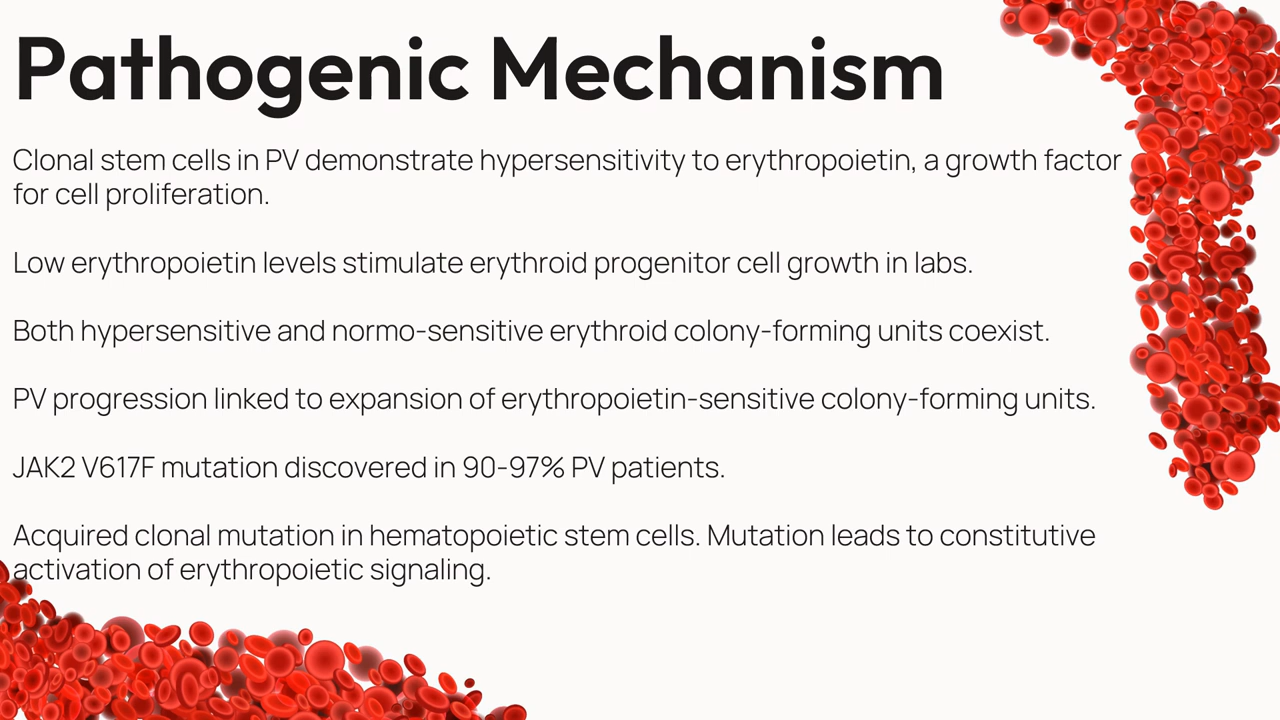 Pathogenic Mechanism
Clonal stem cells in PV demonstrate hypersensitivity to erythropoietin, a growth factor
for cell proliferation.
Low erythropoietin levels stimulate erythroid progenitor cell growth in labs.
Both hypersensitive and normo-sensitive erythroid colony-forming units coexist.
PV progression linked to expansion of erythropoietin-sensitive colony-forming units.
JAK2 V617F mutation discovered in 90-97% PV patients.
Acquired clonal mutation in hematopoietic stem cells. Mutation leads to constitutive
activation of erythropoietic signaling.